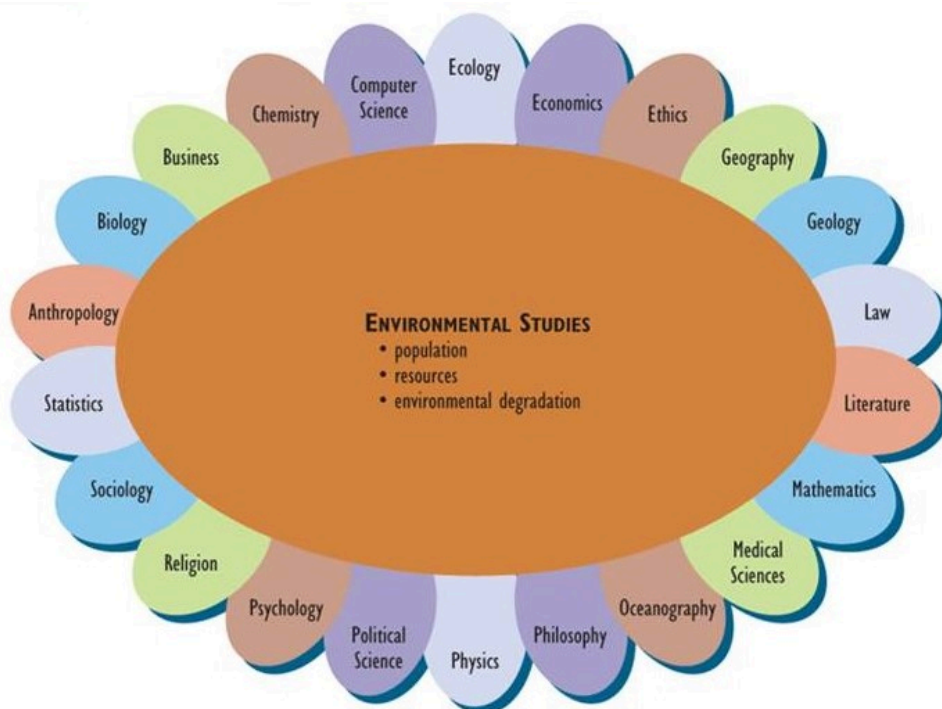 Ecology
Economics
Ethics
Geography
Geology
Law
Literature
Mathematics
Medical
Sciences
Oceanography
Philosophy
Physics
Political
Science
Psychology
Religion
Sociology
Statistics
Anthropology
Biology
Business
Chemistry
Computer
Science
ENVIRONMENTAL STUDIES
• population
• resources
• environmental degradation